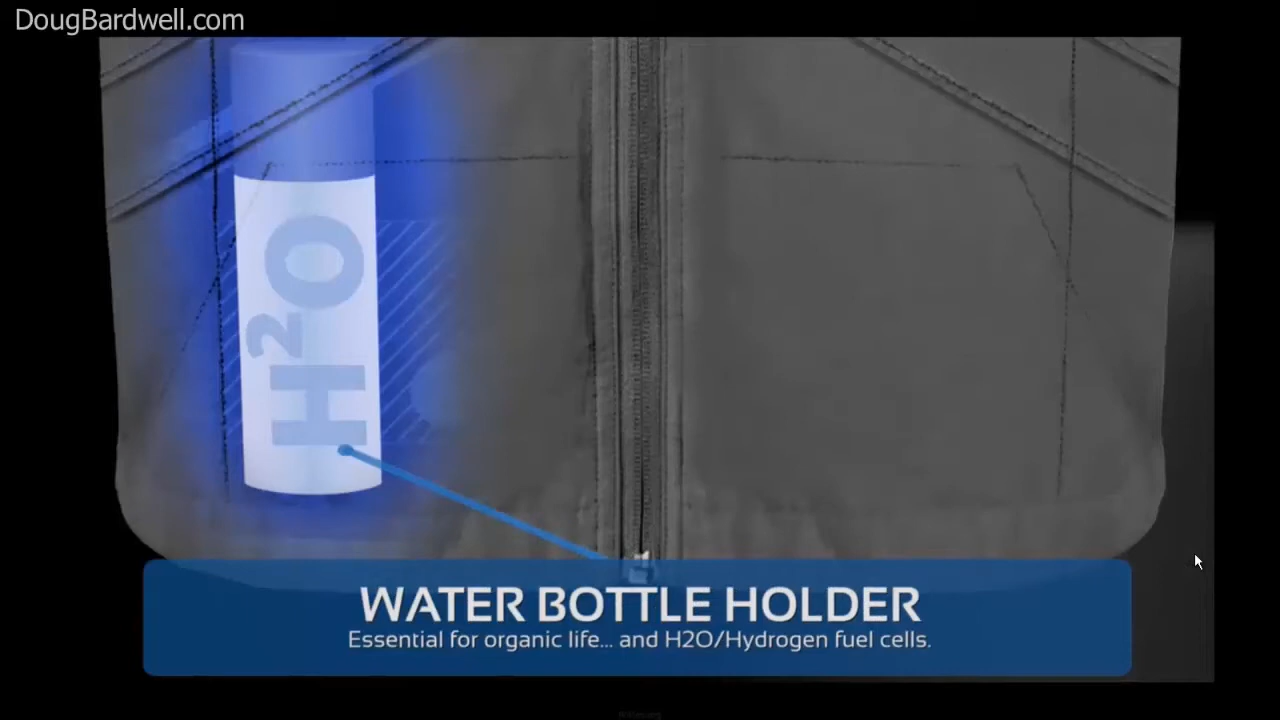 DougBardwell.com
H2O
WATER BOTTLE HOLDER
Essential for organic life... and H2O/Hydrogen fuel cells.